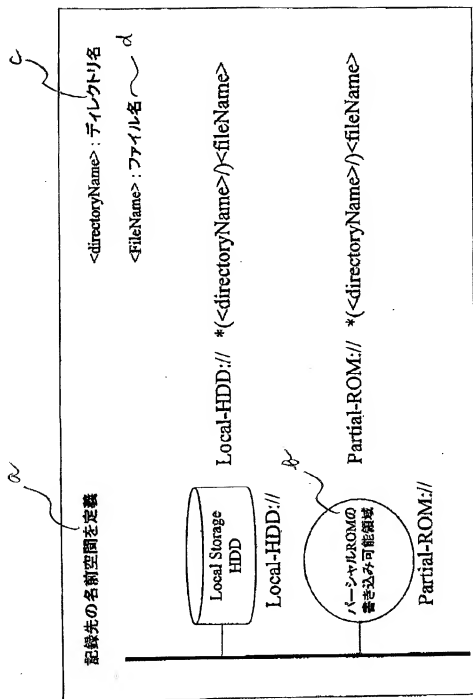 a
記録先の名前空間を定義
c
<directoryName> : ディレクトリ名
<FileName> : ファイル名
d
Local Storage
HDD
Local-HDD://
Local-HDD:// *(<directoryName>/)<fileName>
b
パーシャルROMの
書き込み可能領域
Partial-ROM://
Partial-ROM:// *(<directoryName>/)<fileName>